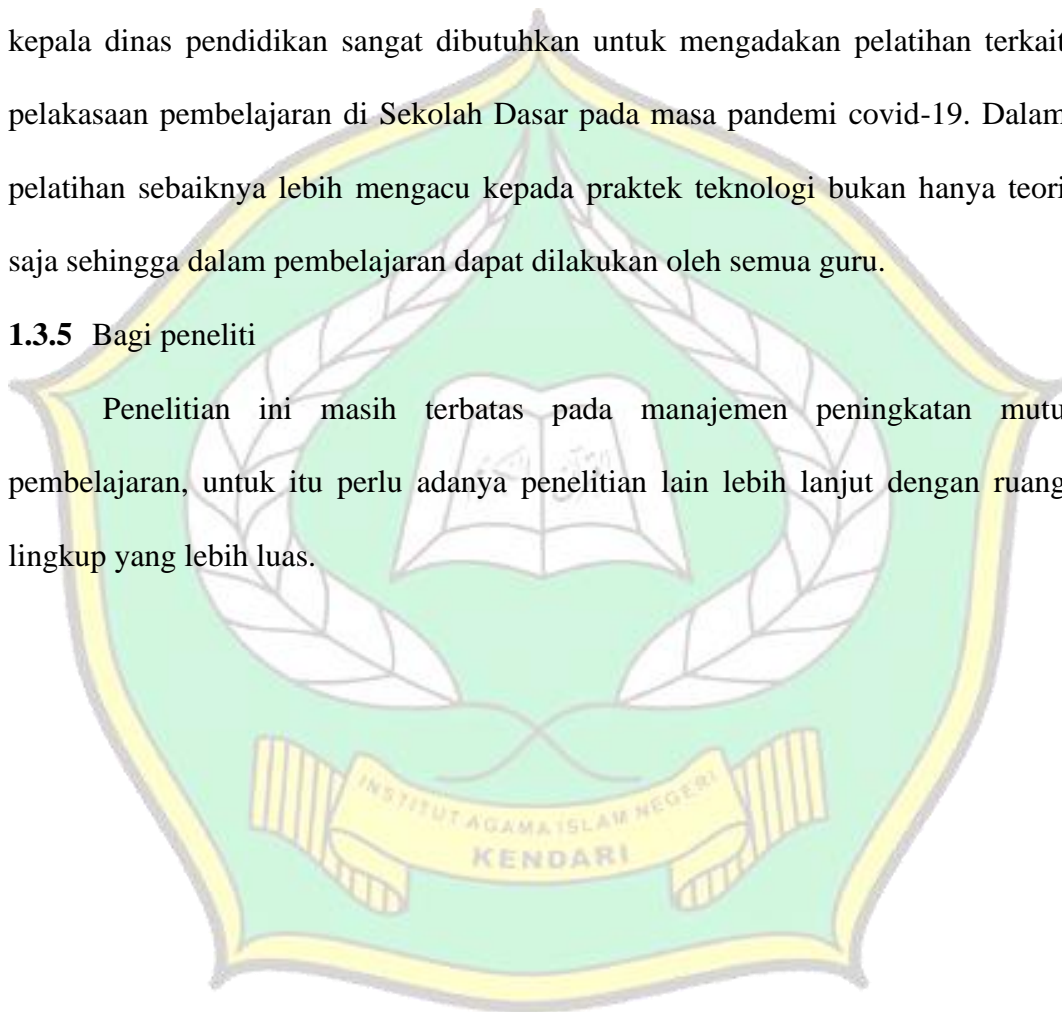 kepala dinas pendidikan sangat dibutuhkan untuk mengadakan pelatihan terkait
pelakasaan pembelajaran di Sekolah Dasar pada masa pandemi covid-19. Dalam
pelatihan sebaiknya lebih mengacu kepada praktek teknologi bukan hanya teori
saja sehingga dalam pembelajaran dapat dilakukan oleh semua guru.
1.3.5 Bagi peneliti
Penelitian ini masih terbatas pada manajemen peningkatan mutu
pembelajaran, untuk itu perlu adanya penelitian lain lebih lanjut dengan ruang
lingkup yang lebih luas.
INSTITUT AGAMA ISLAM NEGERI
KENDARI